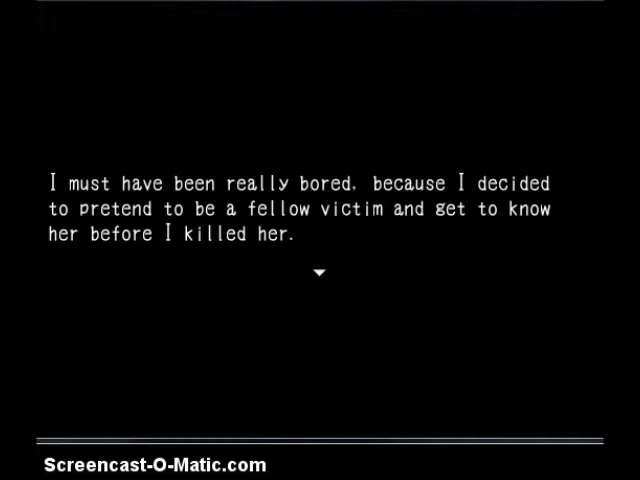 I must have been really bored, because I decided
to pretend to be a fellow victim and get to know
her before I killed her.
Screencast-O-Matic.com